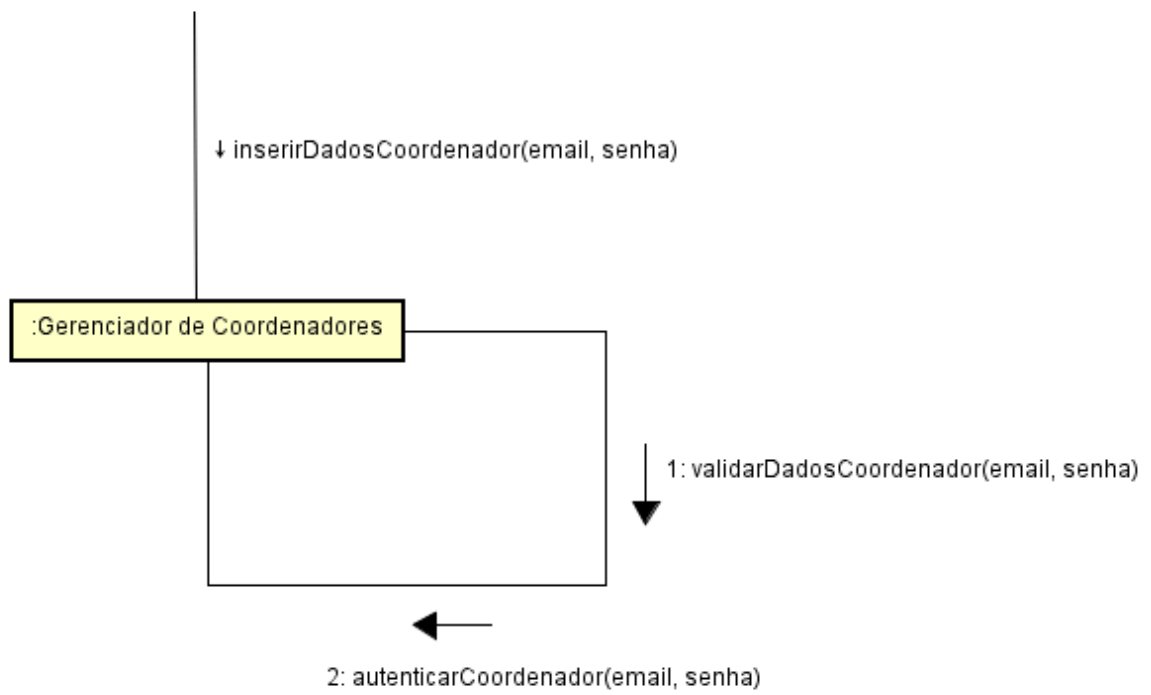 ↓ inserirDadosCoordenador(email, senha)
:Gerenciador de Coordenadores
1: validarDadosCoordenador(email, senha)
2: autenticarCoordenador(email, senha)